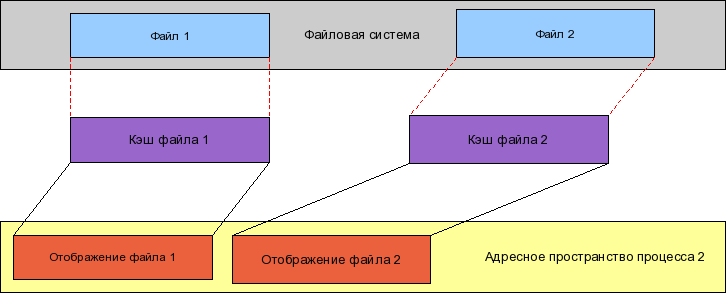 Файл 1
Файловая система
Файл 2
Кэш файла 1
Кэш файла 2
Отображение файла 1
Отображение файла 2
Адресное пространство процесса 2